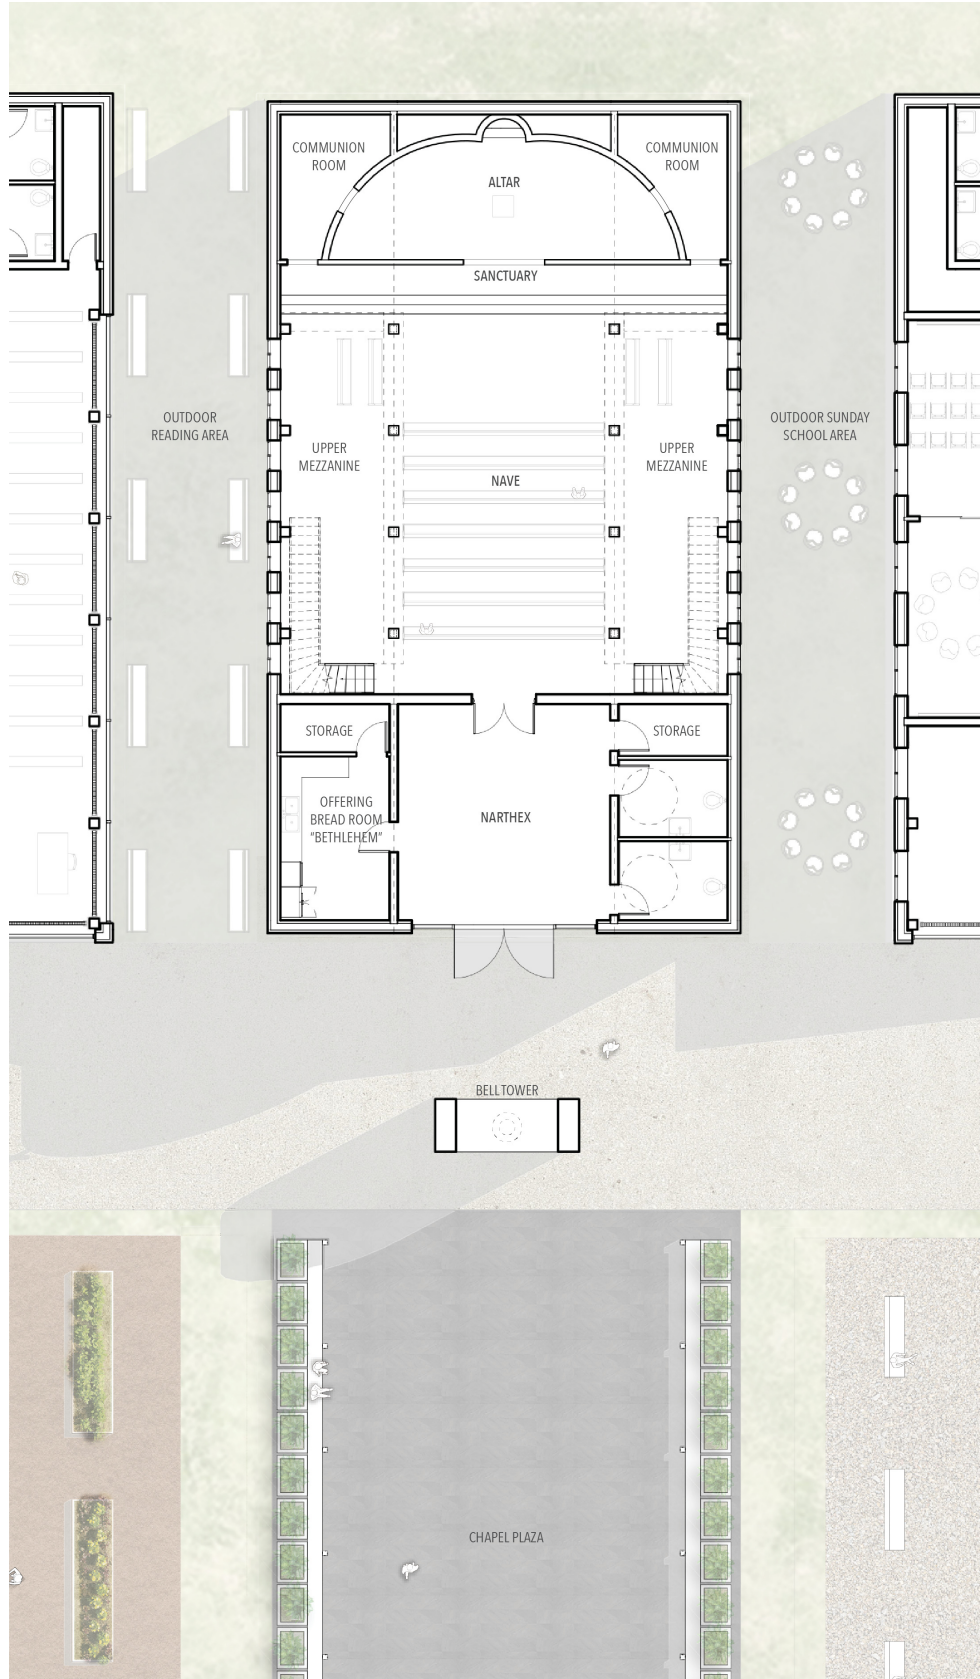 COMMUNION
ROOM
COMMUNION
ROOM
ALTAR
SANCTUARY
OUTDOOR
READING AREA
OUTDOOR SUNDAY
SCHOOL AREA
UPPER
MEZZANINE
UPPER
MEZZANINE
NAVE
STORAGE
STORAGE
OFFERING
BREAD ROOM
"BETHLEHEM"
NARTHEX
BELL TOWER
CHAPEL PLAZA